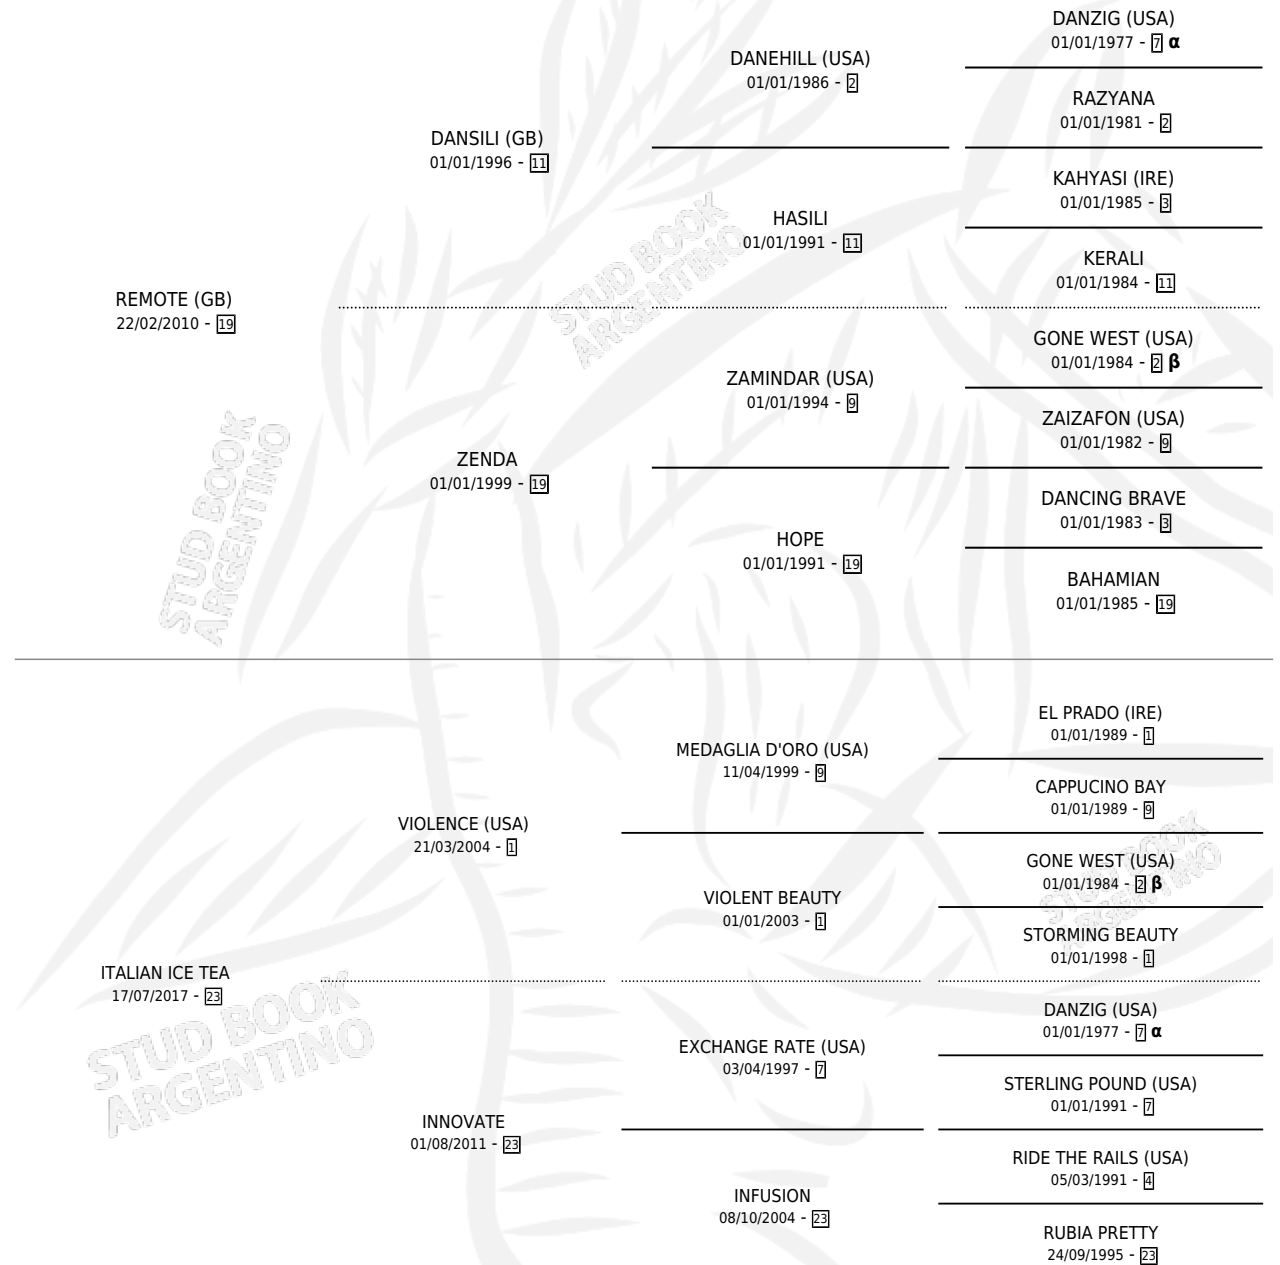 DANZIG (USA)
01/01/1977 - 7 α
DANEHILL (USA)
01/01/1986 - 2
RAZYANA
01/01/1981 - 2
DANSILI (GB)
01/01/1996 - 11
KAHYASI (IRE)
01/01/1985 - 3
HASILI
01/01/1991 - 11
KERALI
01/01/1984 - 11
REMOTE (GB)
22/02/2010 - 19
GONE WEST (USA)
01/01/1984 - 2 β
ZAMINDAR (USA)
01/01/1994 - 9
ZAIZAFON (USA)
01/01/1982 - 9
ZENDA
01/01/1999 - 19
DANCING BRAVE
01/01/1983 - 3
HOPE
01/01/1991 - 19
BAHAMIAN
01/01/1985 - 19
EL PRADO (IRE)
01/01/1989 - 1
MEDAGLIA D'ORO (USA)
11/04/1999 - 9
CAPPUCINO BAY
01/01/1989 - 9
VIOLENCE (USA)
21/03/2004 - 1
GONE WEST (USA)
01/01/1984 - 2 β
VIOLENT BEAUTY
01/01/2003 - 1
STORMING BEAUTY
01/01/1998 - 1
ITALIAN ICE TEA
17/07/2017 - 23
DANZIG (USA)
01/01/1977 - 7 α
EXCHANGE RATE (USA)
03/04/1997 - 7
STERLING POUND (USA)
01/01/1991 - 7
INNOVATE
01/08/2011 - 23
RIDE THE RAILS (USA)
05/03/1991 - 4
INFUSION
08/10/2004 - 23
RUBIA PRETTY
24/09/1995 - 23
STUD BOOK
ARGENTINO
STUD BOOK
ARGENTINO
STUD BOOK
ARGENTINO
STUD BOOK
ARGENTINO